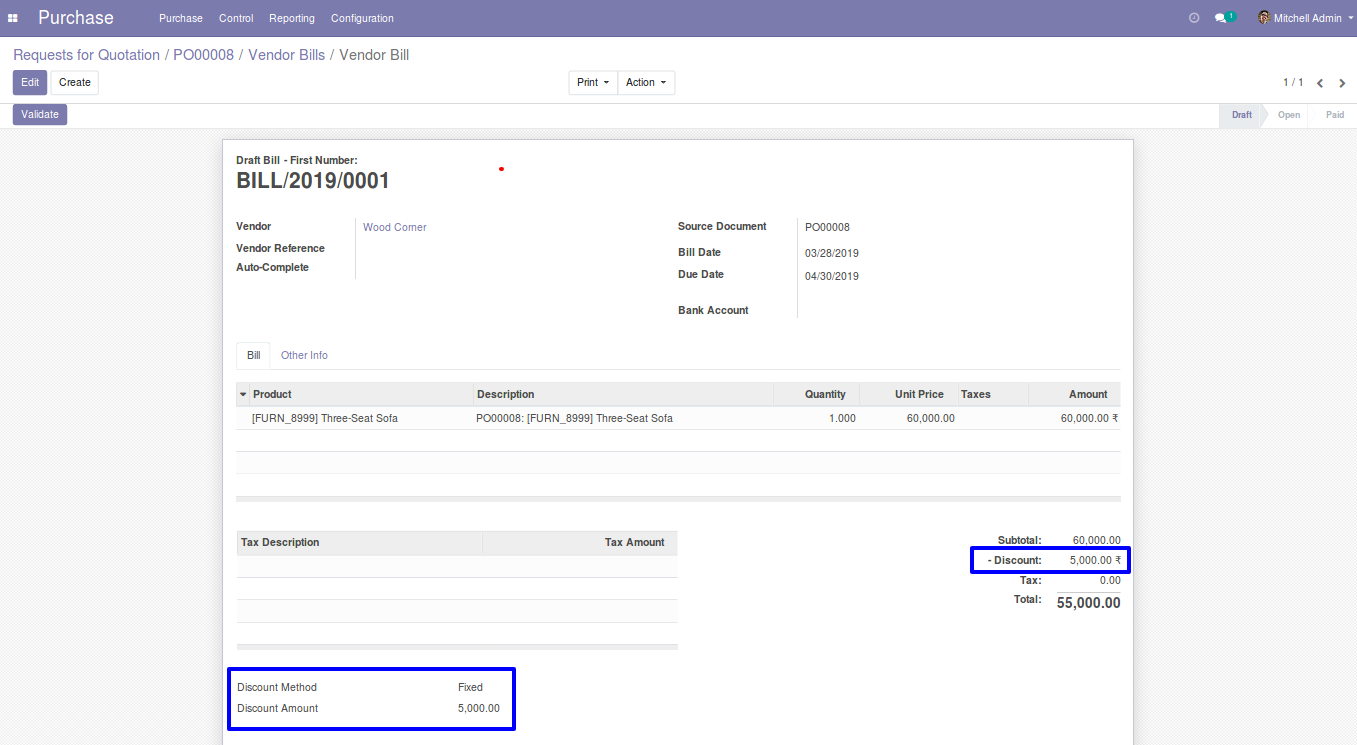 Purchase Purchase Control Reporting Configuration 1 Mitchell Admin
Requests for Quotation / PO00008 / Vendor Bills / Vendor Bill
Edit Create Print Action 1 / 1
Validate Draft Open Paid
Draft Bill - First Number:
BILL/2019/0001
Vendor Wood Corner Source Document PO00008
Vendor Reference Bill Date 03/28/2019
Auto-Complete Due Date 04/30/2019
Bank Account
Bill Other Info
Product Description Quantity Unit Price Taxes Amount
[FURN_8999] Three-Seat Sofa PO00008: [FURN_8999] Three-Seat Sofa 1.000 60,000.00 60,000.00 ₹
Tax Description Tax Amount
Subtotal: 60,000.00
- Discount: 5,000.00 ₹
Tax: 0.00
Total: 55,000.00
Discount Method Fixed
Discount Amount 5,000.00